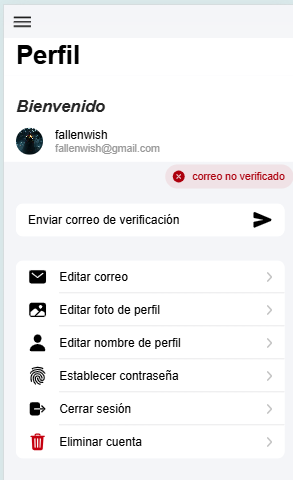 Perfil
Bienvenido
fallenwish
fallenwish@gmail.com
correo no verificado
Enviar correo de verificación
Editar correo
Editar foto de perfil
Editar nombre de perfil
Establecer contraseña
Cerrar sesión
Eliminar cuenta